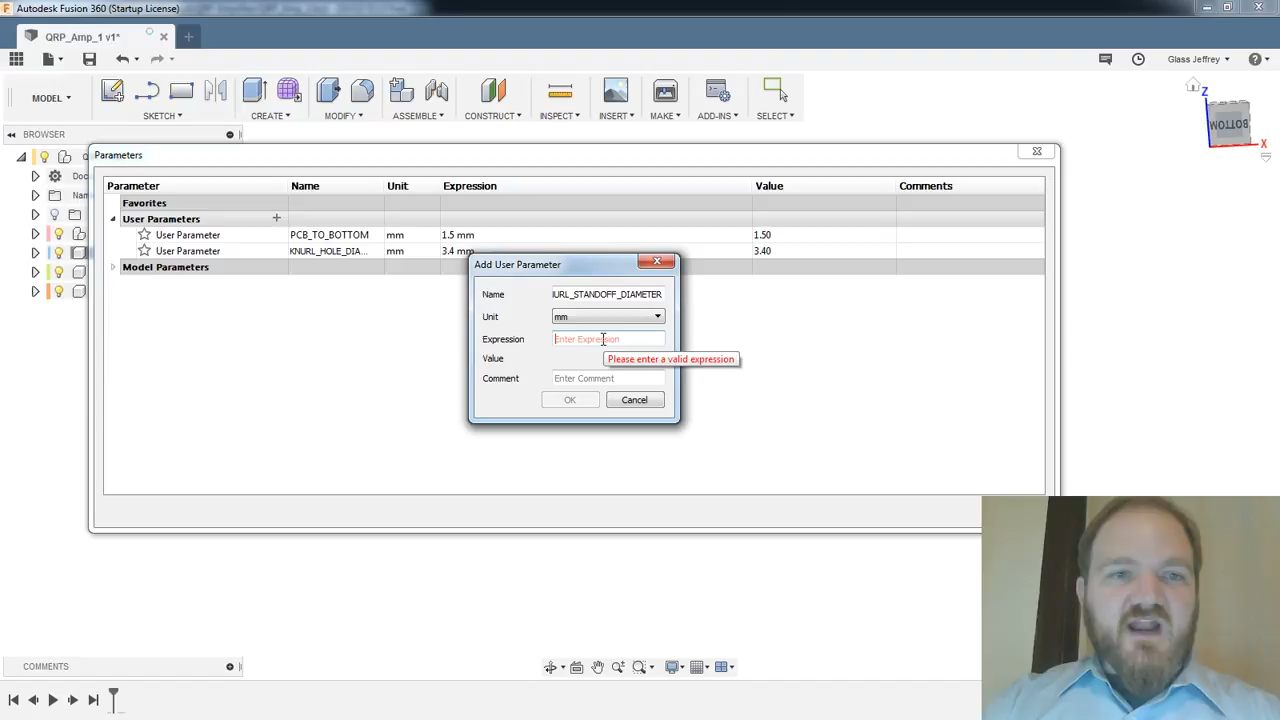 Autodesk Fusion 360 (Startup License)
QRP_Amp_1 v1*
Glass Jeffrey
MODEL
SKETCH
CREATE
MODIFY
ASSEMBLE
CONSTRUCT
INSPECT
INSERT
MAKE
ADD-INS
SELECT
Z
BOTTOM
X
BROWSER
Parameters
Parameter Name Unit Expression Value Comments
Favorites
User Parameters
User Parameter PCB_TO_BOTTOM mm 1.5 mm 1.50
User Parameter KNURL_HOLE_DIA... mm 3.4 mm 3.40
Model Parameters
Add User Parameter
Name URL_STANDOFF_DIAMETER
Unit mm
Expression Enter Expression
Please enter a valid expression
Value
Comment Enter Comment
OK Cancel
COMMENTS